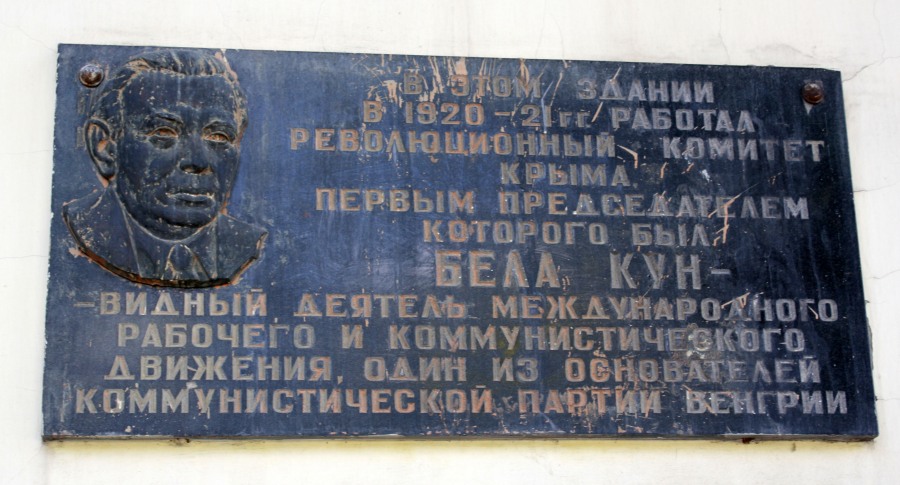 В ЭТОМ ЗДАНИИ
В 1920-21гг. РАБОТАЛ
РЕВОЛЮЦИОННЫЙ КОМИТЕТ
КРЫМА
ПЕРВЫМ ПРЕДСЕДАТЕЛЕМ
КОТОРОГО БЫЛ
БЕЛА КУН-
-ВИДНЫЙ ДЕЯТЕЛЬ МЕЖДУНАРОДНОГО
РАБОЧЕГО И КОММУНИСТИЧЕСКОГО
ДВИЖЕНИЯ, ОДИН ИЗ ОСНОВАТЕЛЕЙ
КОММУНИСТИЧЕСКОЙ ПАРТИИ ВЕНГРИИ